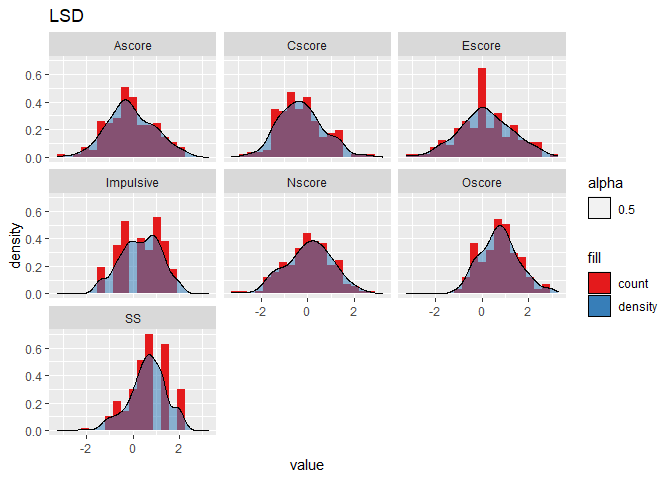 LSD
Ascore Cscore Escore
0.6
0.4
0.2
0.0
Impulsive Nscore Oscore
0.6
0.4
0.2
0.0
-2 0 2 -2 0 2
SS
0.6
0.4
0.2
0.0
-2 0 2
value
density
alpha
0.5
fill
count
density